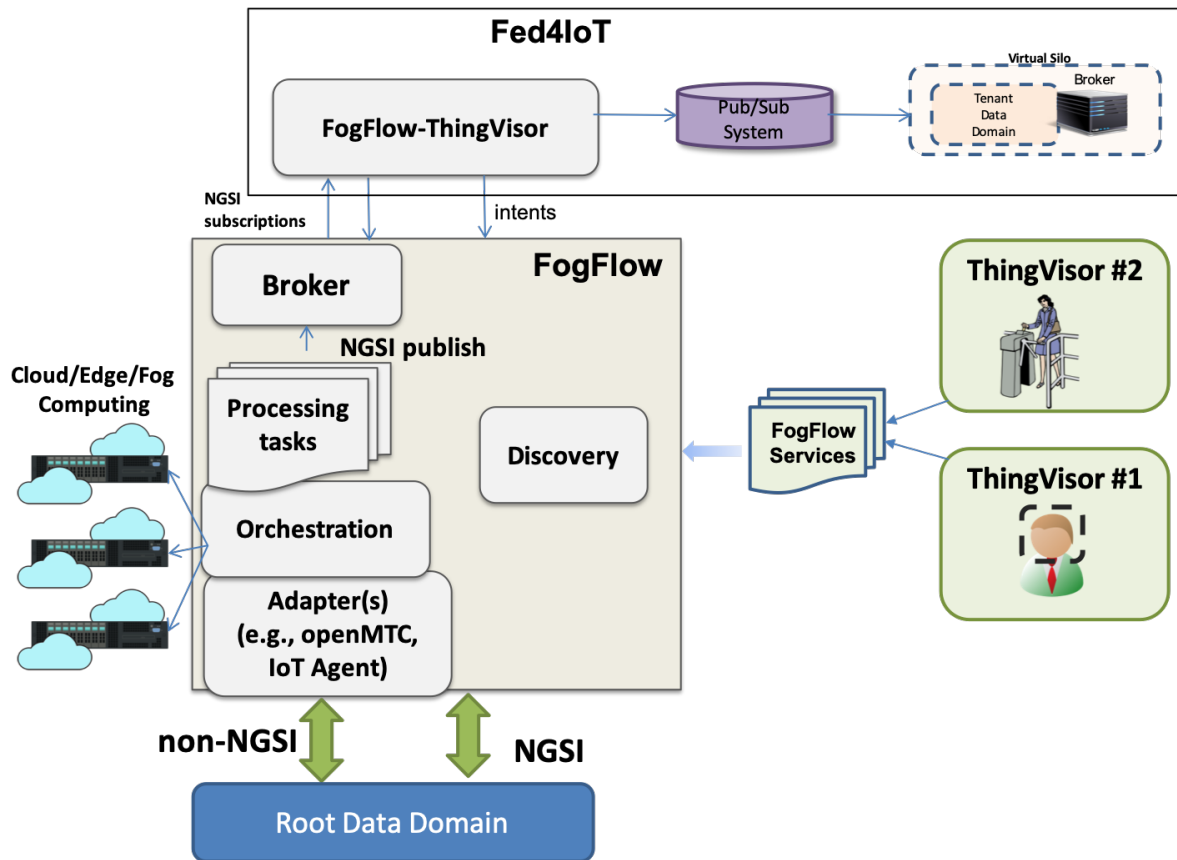 Fed4IoT
FogFlow-ThingVisor
Pub/Sub
System
Virtual Silo
Broker
Tenant
Data
Domain
NGSI
subscriptions
intents
FogFlow
Broker
NGSI publish
Processing
tasks
Discovery
Orchestration
Adapter(s)
(e.g., openMTC,
IoT Agent)
Cloud/Edge/Fog
Computing
FogFlow
Services
ThingVisor #2
ThingVisor #1
non-NGSI
NGSI
Root Data Domain